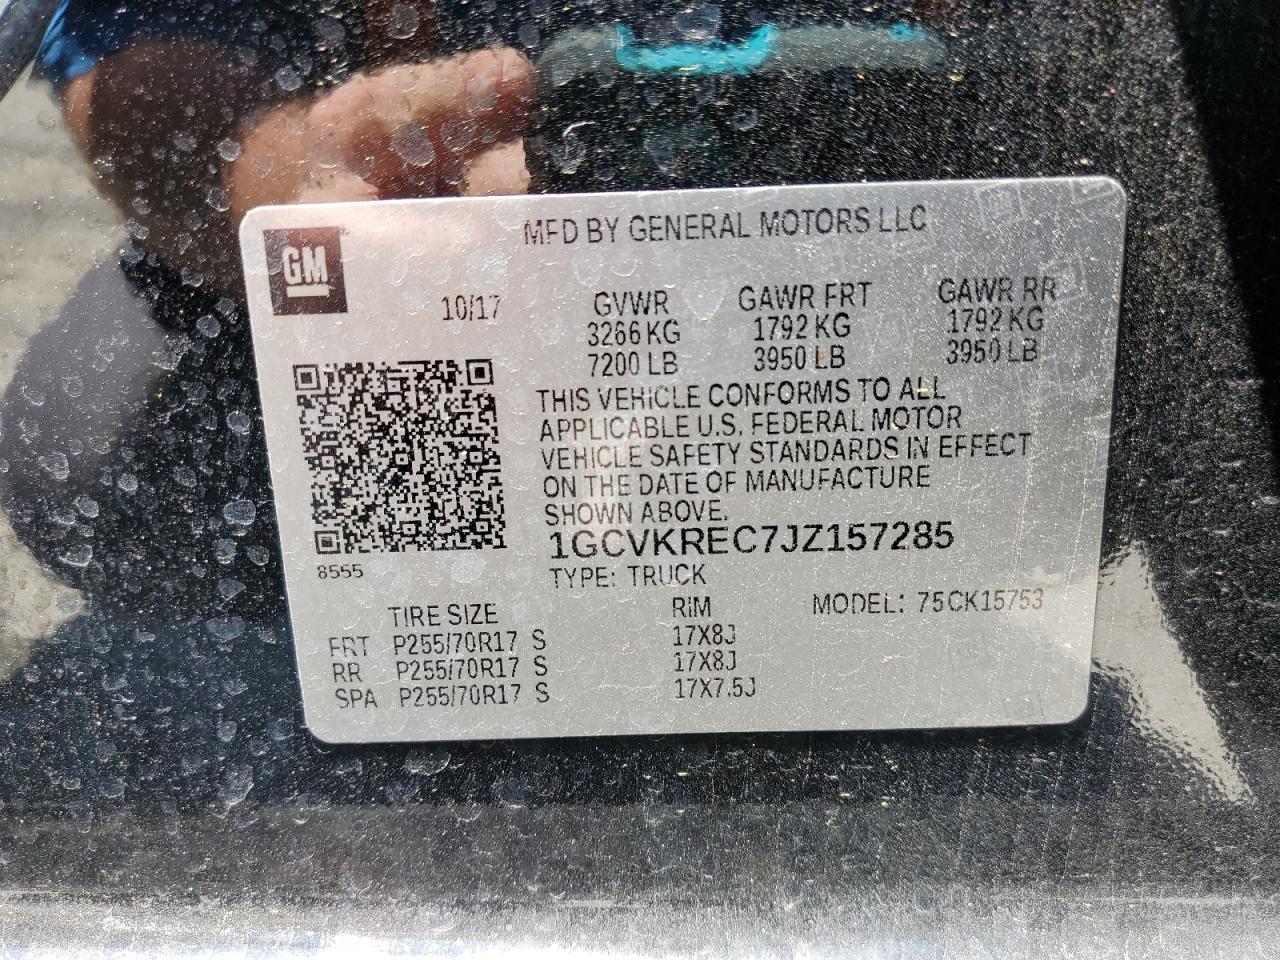 MFD BY GENERAL MOTORS LLC
GM
10/17 GVWR GAWR FRT GAWR RR
3266 KG 1792 KG 1792 KG
7200 LB 3950 LB 3950 LB
THIS VEHICLE CONFORMS TO ALL
APPLICABLE U.S. FEDERAL MOTOR
VEHICLE SAFETY STANDARDS IN EFFECT
ON THE DATE OF MANUFACTURE
SHOWN ABOVE.
1GCVKREC7JZ157285
8555
TYPE: TRUCK
TIRE SIZE RIM MODEL: 75CK15753
FRT P255/70R17 S 17X8J
RR P255/70R17 S 17X8J
SPA P255/70R17 S 17X7.5J